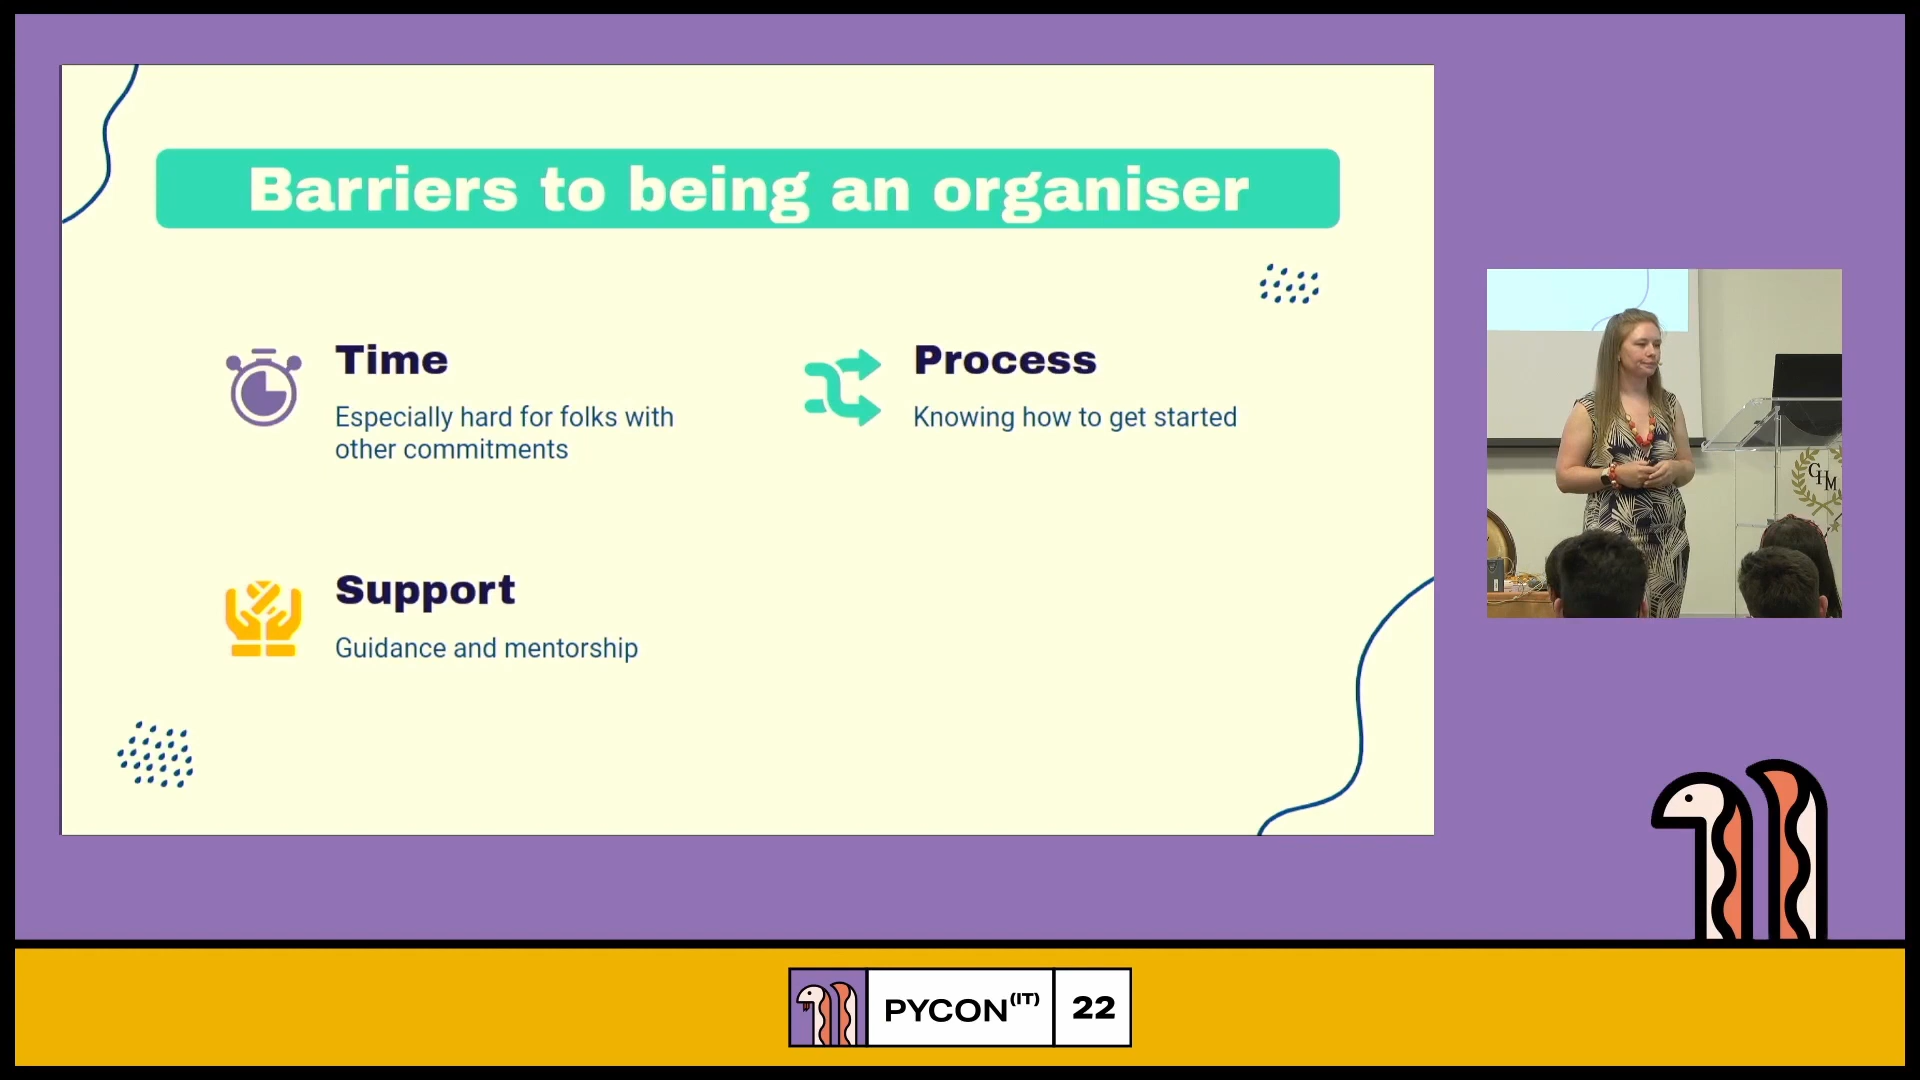 Barriers to being an organiser
Time
Especially hard for folks with
other commitments
Process
Knowing how to get started
Support
Guidance and mentorship
GHM
PYCON(IT) 22